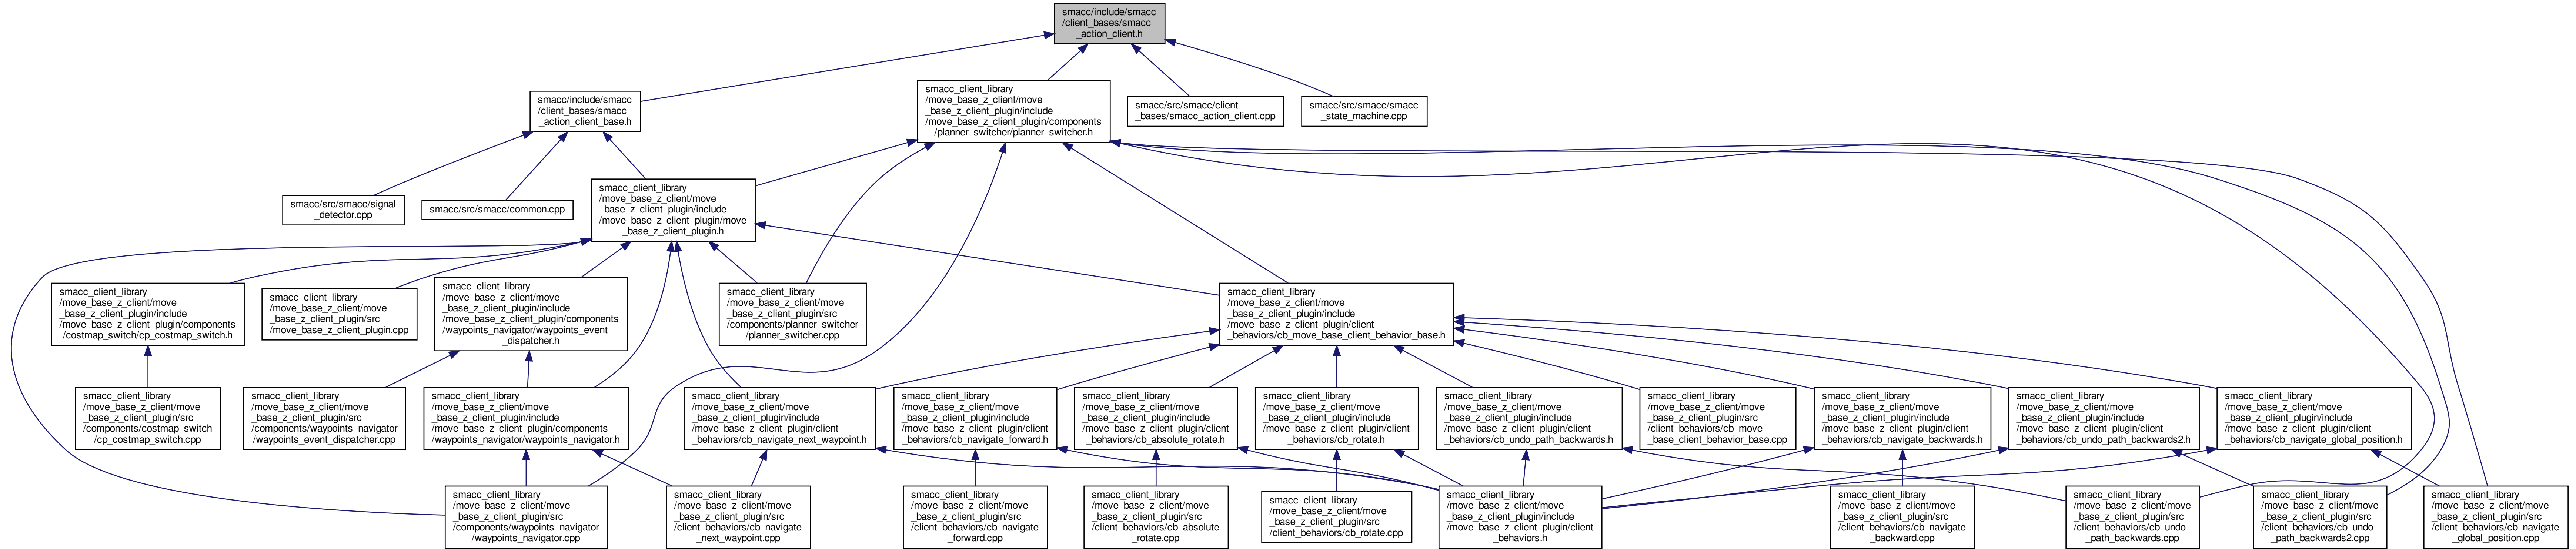 smacc/include/smacc
/client_bases/smacc
_action_client.h
smacc/include/smacc
/client_bases/smacc
_action_client_base.h
smacc_client_library
/move_base_z_client/move
_base_z_client_plugin/include
/move_base_z_client_plugin/components
/planner_switcher/planner_switcher.h
smacc/src/smacc/client
_bases/smacc_action_client.cpp
smacc/src/smacc/smacc
_state_machine.cpp
smacc/src/smacc/signal
_detector.cpp
smacc/src/smacc/common.cpp
smacc_client_library
/move_base_z_client/move
_base_z_client_plugin/include
/move_base_z_client_plugin/move
_base_z_client_plugin.h
smacc_client_library
/move_base_z_client/move
_base_z_client_plugin/include
/move_base_z_client_plugin/components
/costmap_switch/cp_costmap_switch.h
smacc_client_library
/move_base_z_client/move
_base_z_client_plugin/src
/move_base_z_client_plugin.cpp
smacc_client_library
/move_base_z_client/move
_base_z_client_plugin/include
/move_base_z_client_plugin/components
/waypoints_navigator/waypoints_event
_dispatcher.h
smacc_client_library
/move_base_z_client/move
_base_z_client_plugin/src
/components/planner_switcher
/planner_switcher.cpp
smacc_client_library
/move_base_z_client/move
_base_z_client_plugin/include
/move_base_z_client_plugin/client
_behaviors/cb_move_base_client_behavior_base.h
smacc_client_library
/move_base_z_client/move
_base_z_client_plugin/src
/components/costmap_switch
/cp_costmap_switch.cpp
smacc_client_library
/move_base_z_client/move
_base_z_client_plugin/src
/components/waypoints_navigator
/waypoints_event_dispatcher.cpp
smacc_client_library
/move_base_z_client/move
_base_z_client_plugin/include
/move_base_z_client_plugin/components
/waypoints_navigator/waypoints_navigator.h
smacc_client_library
/move_base_z_client/move
_base_z_client_plugin/include
/move_base_z_client_plugin/client
_behaviors/cb_navigate_next_waypoint.h
smacc_client_library
/move_base_z_client/move
_base_z_client_plugin/include
/move_base_z_client_plugin/client
_behaviors/cb_navigate_forward.h
smacc_client_library
/move_base_z_client/move
_base_z_client_plugin/include
/move_base_z_client_plugin/client
_behaviors/cb_absolute_rotate.h
smacc_client_library
/move_base_z_client/move
_base_z_client_plugin/include
/move_base_z_client_plugin/client
_behaviors/cb_rotate.h
smacc_client_library
/move_base_z_client/move
_base_z_client_plugin/include
/move_base_z_client_plugin/client
_behaviors/cb_undo_path_backwards.h
smacc_client_library
/move_base_z_client/move
_base_z_client_plugin/src
/client_behaviors/cb_move
_base_client_behavior_base.cpp
smacc_client_library
/move_base_z_client/move
_base_z_client_plugin/include
/move_base_z_client_plugin/client
_behaviors/cb_navigate_backwards.h
smacc_client_library
/move_base_z_client/move
_base_z_client_plugin/include
/move_base_z_client_plugin/client
_behaviors/cb_undo_path_backwards2.h
smacc_client_library
/move_base_z_client/move
_base_z_client_plugin/include
/move_base_z_client_plugin/client
_behaviors/cb_navigate_global_position.h
smacc_client_library
/move_base_z_client/move
_base_z_client_plugin/src
/components/waypoints_navigator
/waypoints_navigator.cpp
smacc_client_library
/move_base_z_client/move
_base_z_client_plugin/src
/client_behaviors/cb_navigate
_next_waypoint.cpp
smacc_client_library
/move_base_z_client/move
_base_z_client_plugin/src
/client_behaviors/cb_navigate
_forward.cpp
smacc_client_library
/move_base_z_client/move
_base_z_client_plugin/src
/client_behaviors/cb_absolute
_rotate.cpp
smacc_client_library
/move_base_z_client/move
_base_z_client_plugin/src
/client_behaviors/cb_rotate.cpp
smacc_client_library
/move_base_z_client/move
_base_z_client_plugin/include
/move_base_z_client_plugin/client
_behaviors.h
smacc_client_library
/move_base_z_client/move
_base_z_client_plugin/src
/client_behaviors/cb_navigate
_backward.cpp
smacc_client_library
/move_base_z_client/move
_base_z_client_plugin/src
/client_behaviors/cb_undo
_path_backwards.cpp
smacc_client_library
/move_base_z_client/move
_base_z_client_plugin/src
/client_behaviors/cb_undo
_path_backwards2.cpp
smacc_client_library
/move_base_z_client/move
_base_z_client_plugin/src
/client_behaviors/cb_navigate
_global_position.cpp